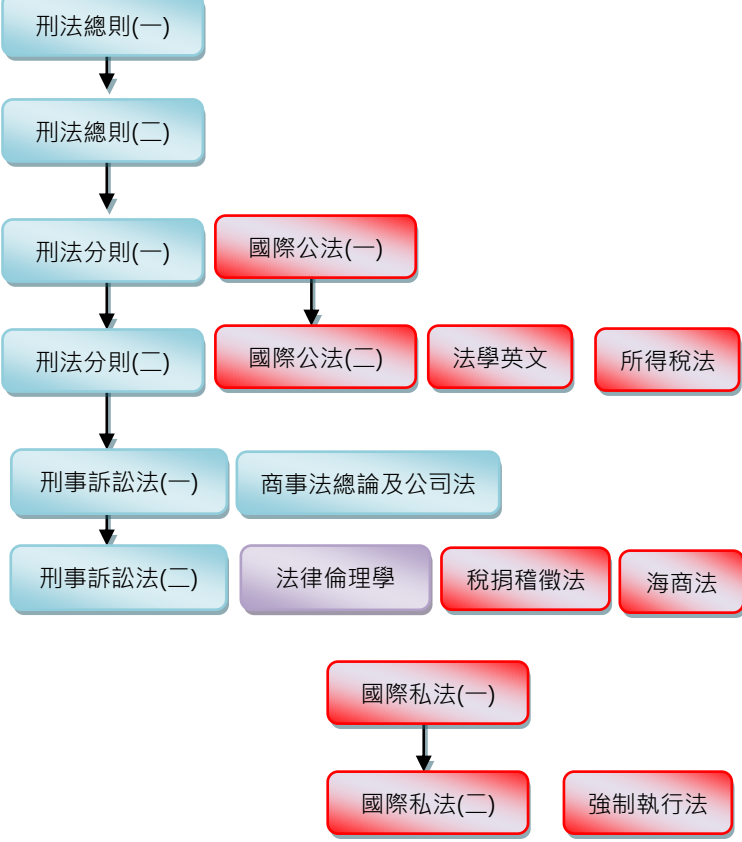 刑法總則(一)
刑法總則(二)
刑法分則(一)
國際公法(一)
刑法分則(二)
國際公法(二)
法學英文
所得稅法
刑事訴訟法(一)
商事法總論及公司法
刑事訴訟法(二)
法律倫理學
稅捐稽徵法
海商法
國際私法(一)
國際私法(二)
強制執行法